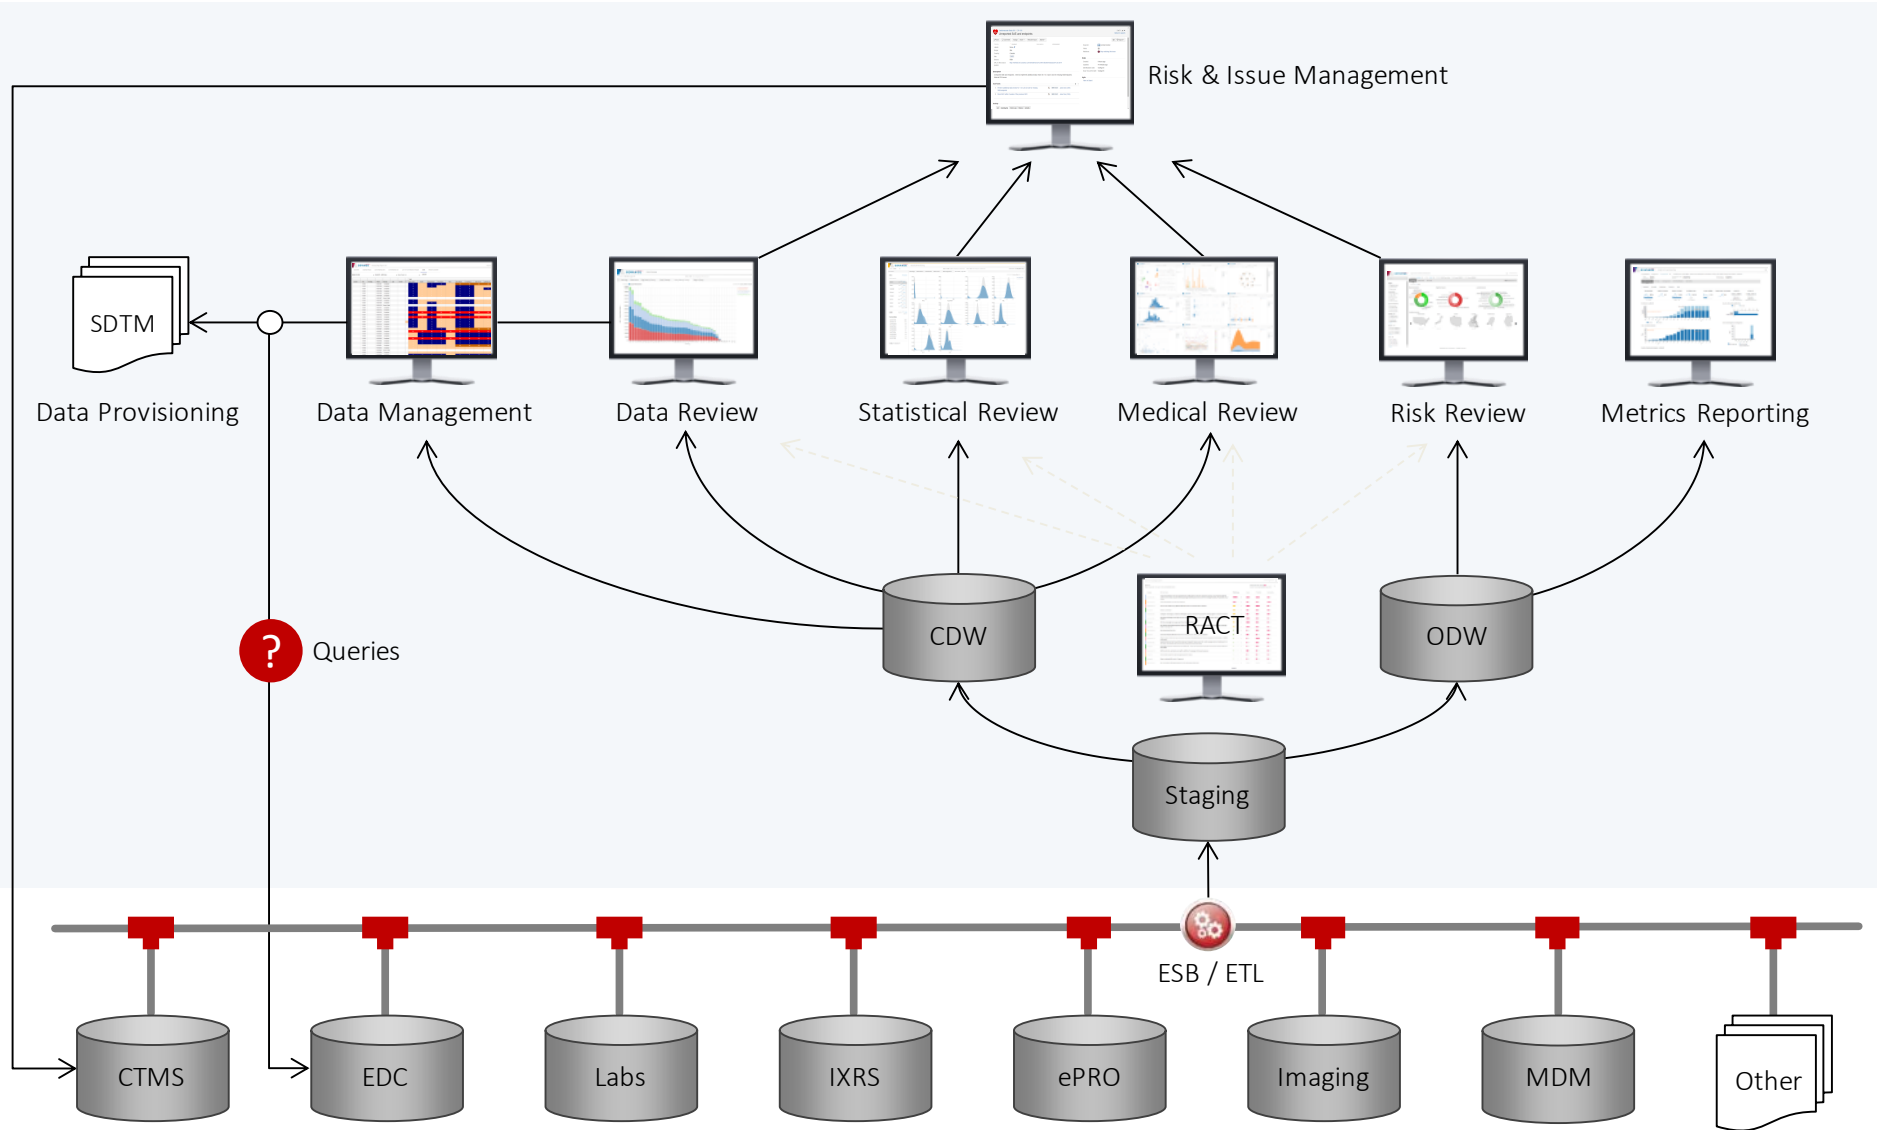 Risk & Issue Management
SDTM
Data Provisioning
Data Management
Data Review
Statistical Review
Medical Review
Risk Review
Metrics Reporting
CDW
RACT
ODW
?
Queries
Staging
ESB / ETL
CTMS
EDC
Labs
IXRS
ePRO
Imaging
MDM
Other